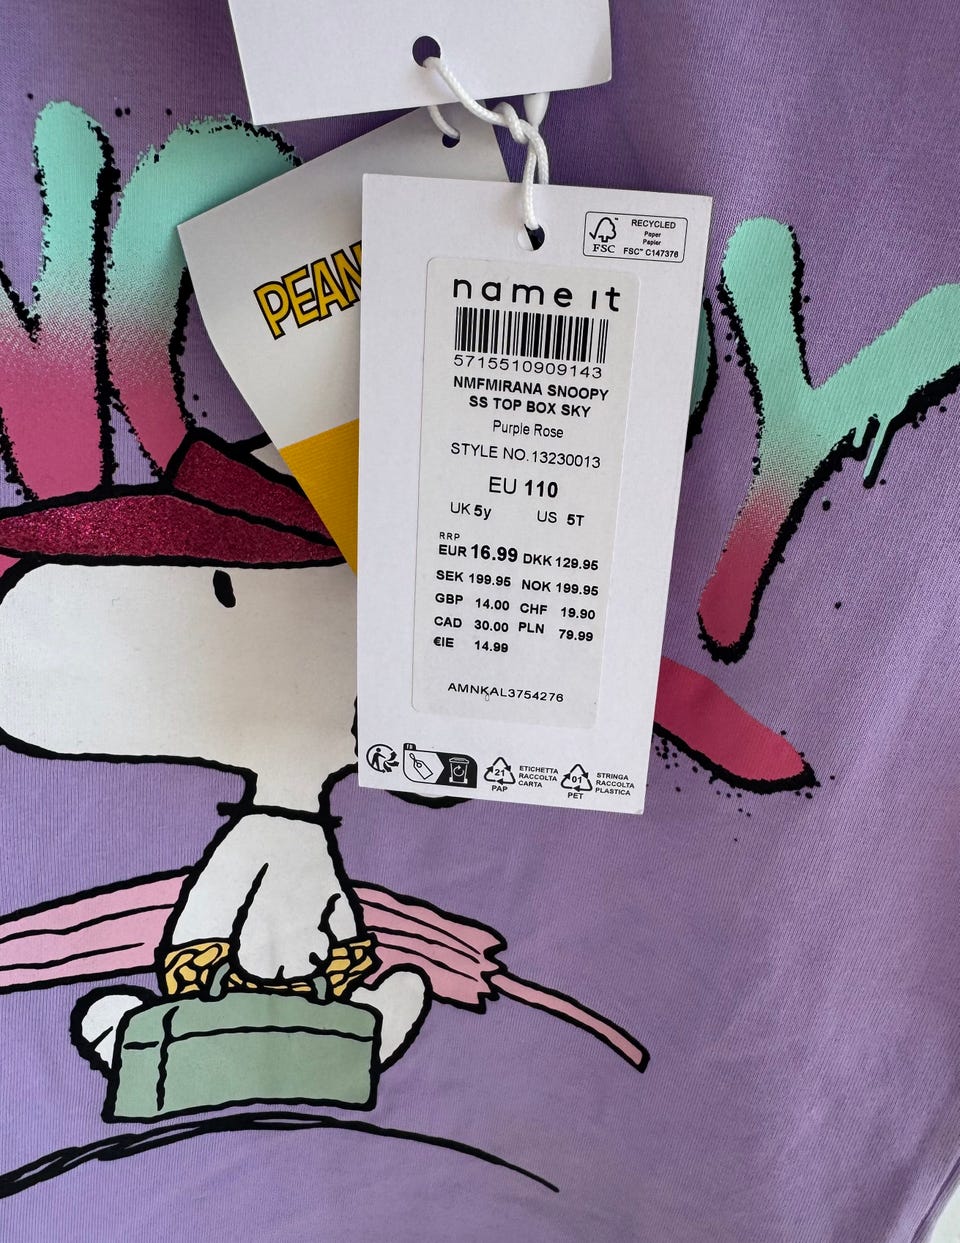 PEAN
RECYCLED
Paper
Papier
FSC™ C147376
FSC
name it
5715510909143
NMFMIRANA SNOOPY
SS TOP BOX SKY
Purple Rose
STYLE NO.13230013
EU 110
UK 5y US 5T
RRP
EUR 16.99 DKK 129.95
SEK 199.95 NOK 199.95
GBP 14.00 CHF 19.90
CAD 30.00 PLN 79.99
€IE 14.99
AMNKAL3754276
FR
21
PAP
ETICHETTA
RACCOLTA
CARTA
01
PET
STRINGA
RACCOLTA
PLASTICA